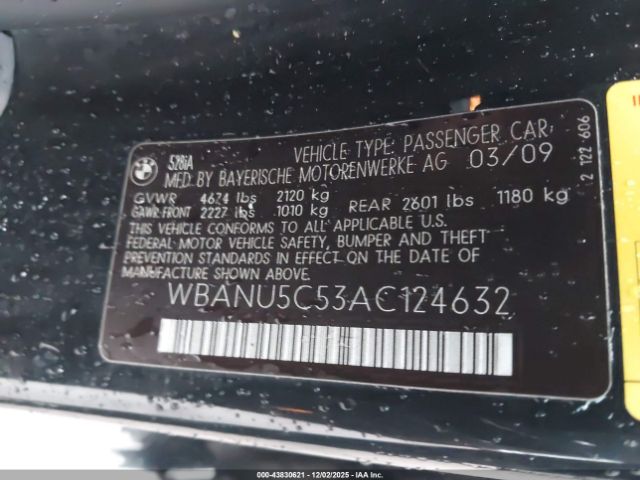 528iA VEHICLE TYPE: PASSENGER CAR:
MFD BY BAYERISCHE MOTORENWERKE AG 03/09
GVWR 4674 lbs 2120 kg
GAWR FRONT 2227 lbs 1010 kg REAR 2601 lbs 1180 kg
THIS VEHICLE CONFORMS TO ALL APPLICABLE U.S.
FEDERAL MOTOR VEHICLE SAFETY, BUMPER AND THEFT
PREVENTION STANDARDS IN EFFECT ON THE DATE OF
MANUFACTURE SHOWN ABOVE.
WBANU5C53AC124632
2 122 606
00-43830621 - 12/02/2025 - IAA Inc.